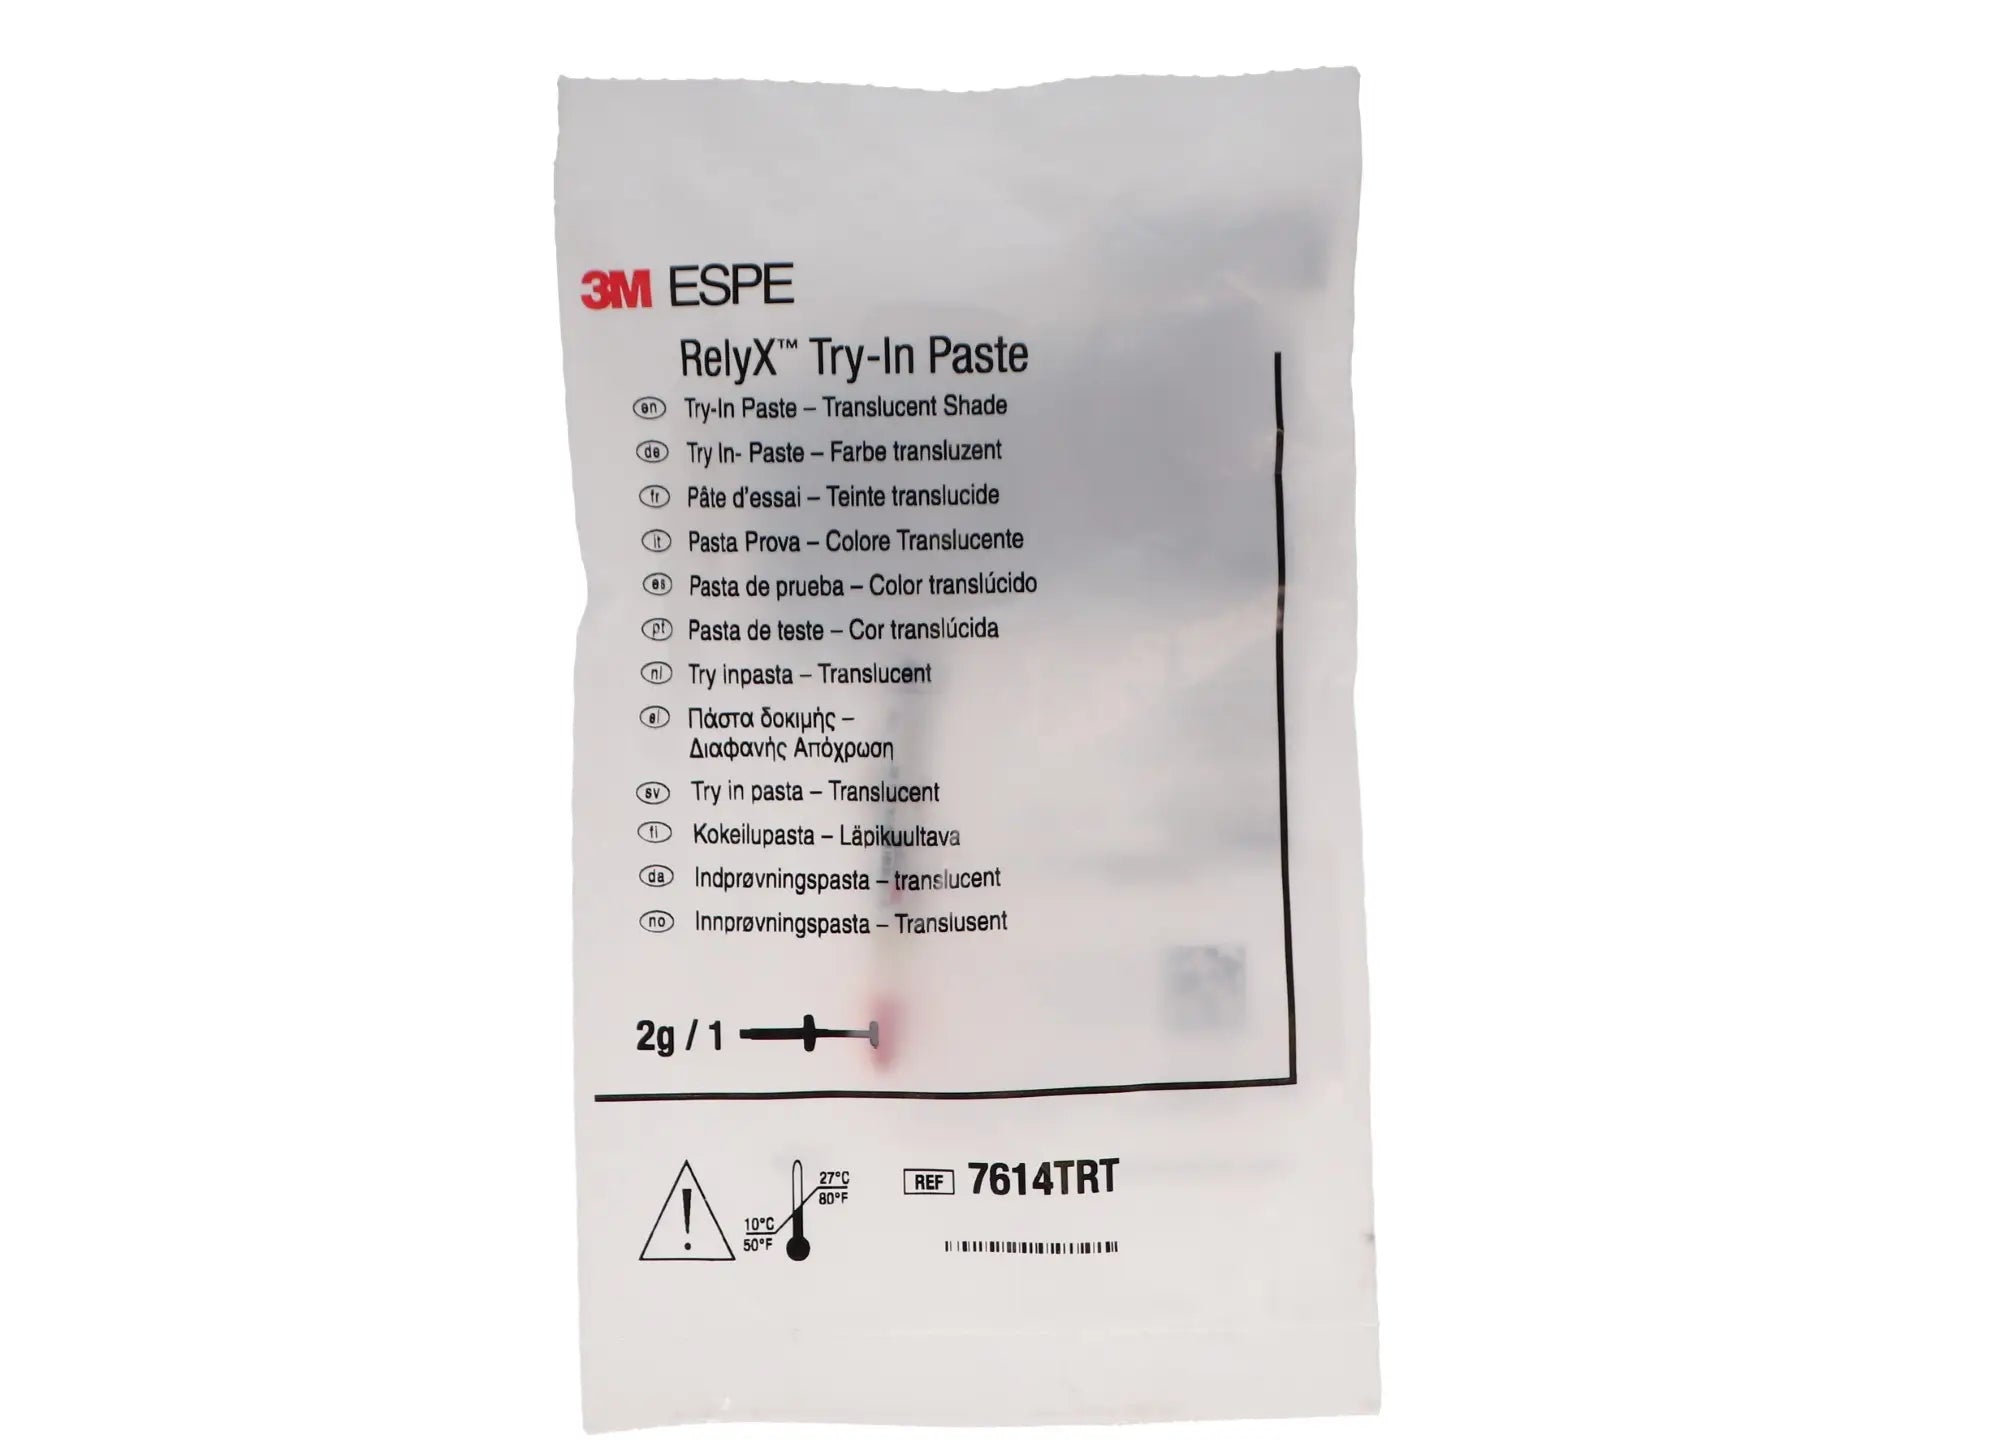 3M ESPE
RelyX™ Try-In Paste
en Try-In Paste – Translucent Shade
de Try In- Paste – Farbe transluzent
fr Pâte d'essai – Teinte translucide
it Pasta Prova – Colore Translucente
es Pasta de prueba – Color translúcido
pt Pasta de teste – Cor translúcida
nl Try inpasta – Translucent
el Πάστα δοκιμής –
Διαφανής Απόχρωση
sv Try in pasta – Translucent
fi Kokeilupasta – Läpikuultava
da Indprøvningspasta – translucent
no Innprøvningspasta – Translusent
2g / 1
27°C
80°F
10°C
50°F
REF 7614TRT